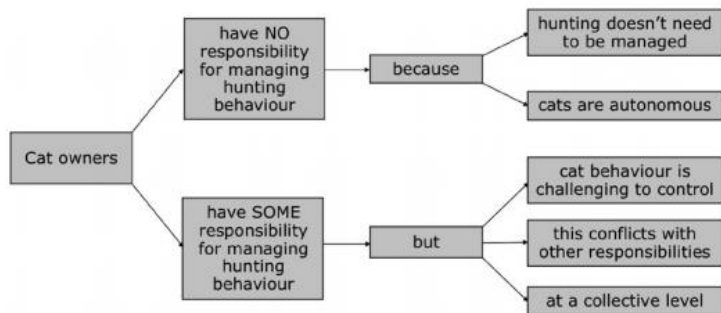 Cat owners
have NO
responsibility
for managing
hunting
behaviour
because
hunting doesn't need
to be managed
cats are autonomous
have SOME
responsibility
for managing
hunting
behaviour
but
cat behaviour is
challenging to control
this conflicts with
other responsibilities
at a collective level